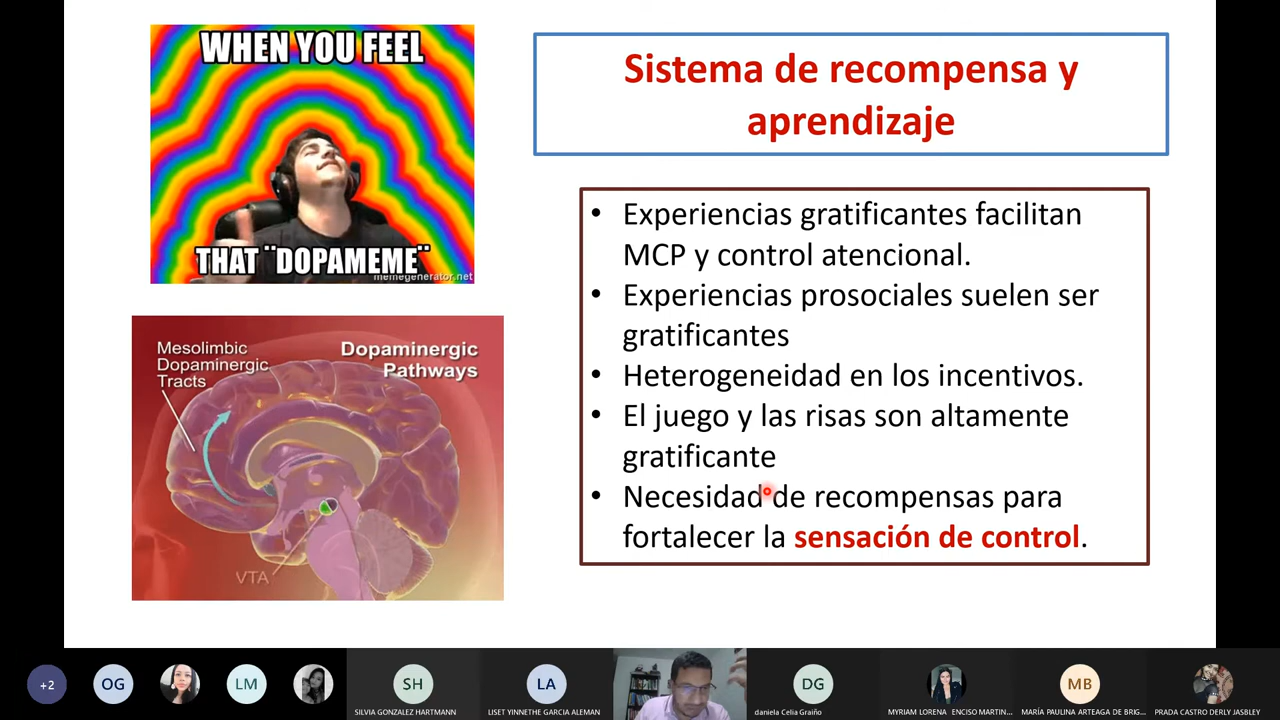 WHEN YOU FEEL
THAT ¨DOPAMEME¨
memegenerator.net
Sistema de recompensa y
aprendizaje
• Experiencias gratificantes facilitan
MCP y control atencional.
• Experiencias prosociales suelen ser
gratificantes
• Heterogeneidad en los incentivos.
• El juego y las risas son altamente
gratificante
• Necesidad de recompensas para
fortalecer la sensación de control.
Mesolimbic
Dopaminergic
Tracts
Dopaminergic
Pathways
VTA
+2
OG
LM
SH
SILVIA GONZALEZ HARTMANN
LA
LISET YINNETHE GARCIA ALEMAN
DG
daniela Celia Graiño
MYRIAM LORENA ENCISO MARTIN...
MB
MARÍA PAULINA ARTEAGA DE BRIG...
PRADA CASTRO DERLY JASBLEY